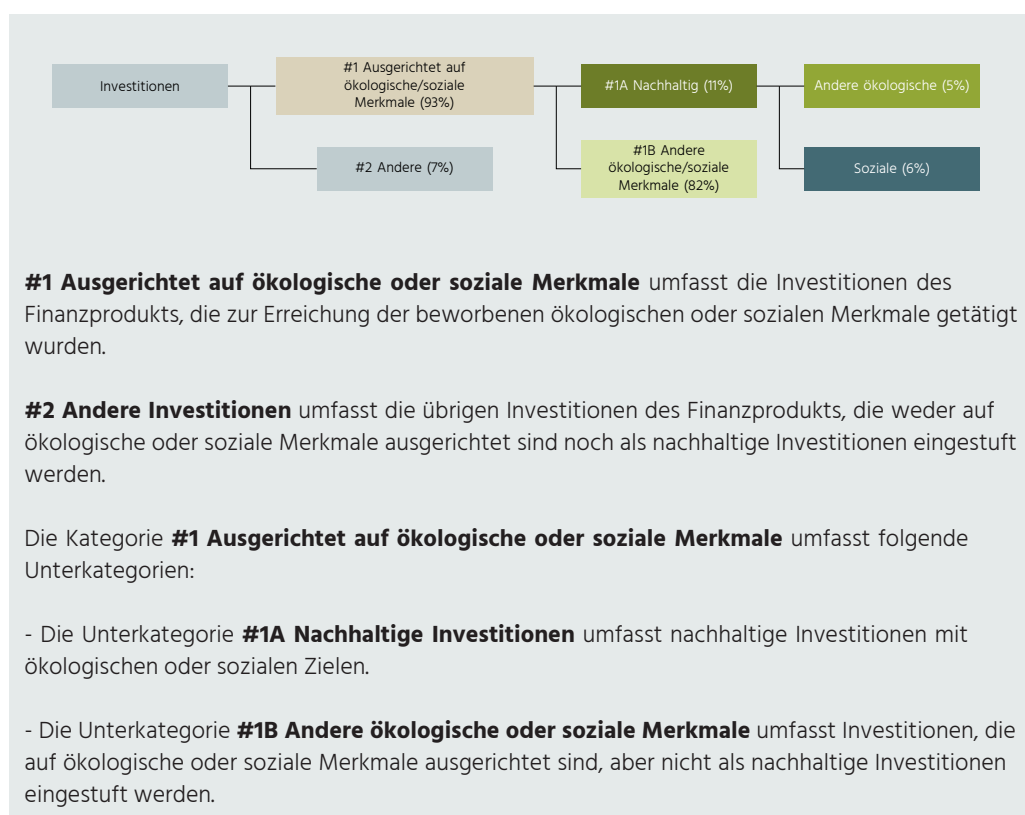 Investitionen
#1 Ausgerichtet auf
ökologische/soziale
Merkmale (93%)
#1A Nachhaltig (11%)
Andere ökologische (5%)
#2 Andere (7%)
#1B Andere
ökologische/soziale
Merkmale (82%)
Soziale (6%)
#1 Ausgerichtet auf ökologische oder soziale Merkmale umfasst die Investitionen des
Finanzprodukts, die zur Erreichung der beworbenen ökologischen oder sozialen Merkmale getätigt
wurden.
#2 Andere Investitionen umfasst die übrigen Investitionen des Finanzprodukts, die weder auf
ökologische oder soziale Merkmale ausgerichtet sind noch als nachhaltige Investitionen eingestuft
werden.
Die Kategorie #1 Ausgerichtet auf ökologische oder soziale Merkmale umfasst folgende
Unterkategorien:
- Die Unterkategorie #1A Nachhaltige Investitionen umfasst nachhaltige Investitionen mit
ökologischen oder sozialen Zielen.
- Die Unterkategorie #1B Andere ökologische oder soziale Merkmale umfasst Investitionen, die
auf ökologische oder soziale Merkmale ausgerichtet sind, aber nicht als nachhaltige Investitionen
eingestuft werden.